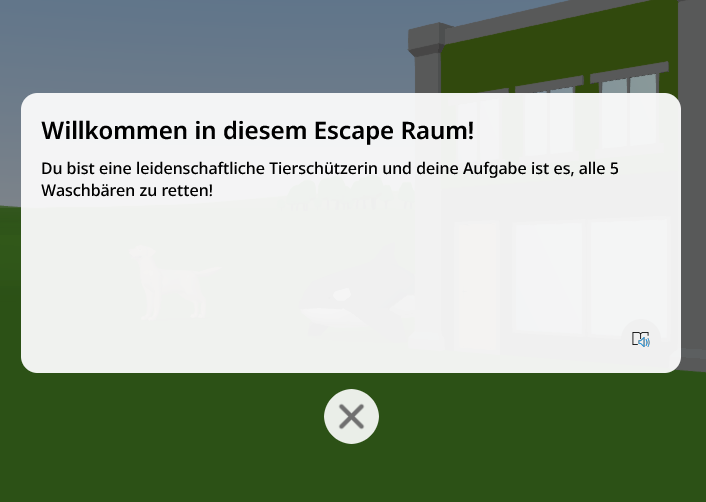 Willkommen in diesem Escape Raum!
Du bist eine leidenschaftliche Tierschützerin und deine Aufgabe ist es, alle 5
Waschbären zu retten!